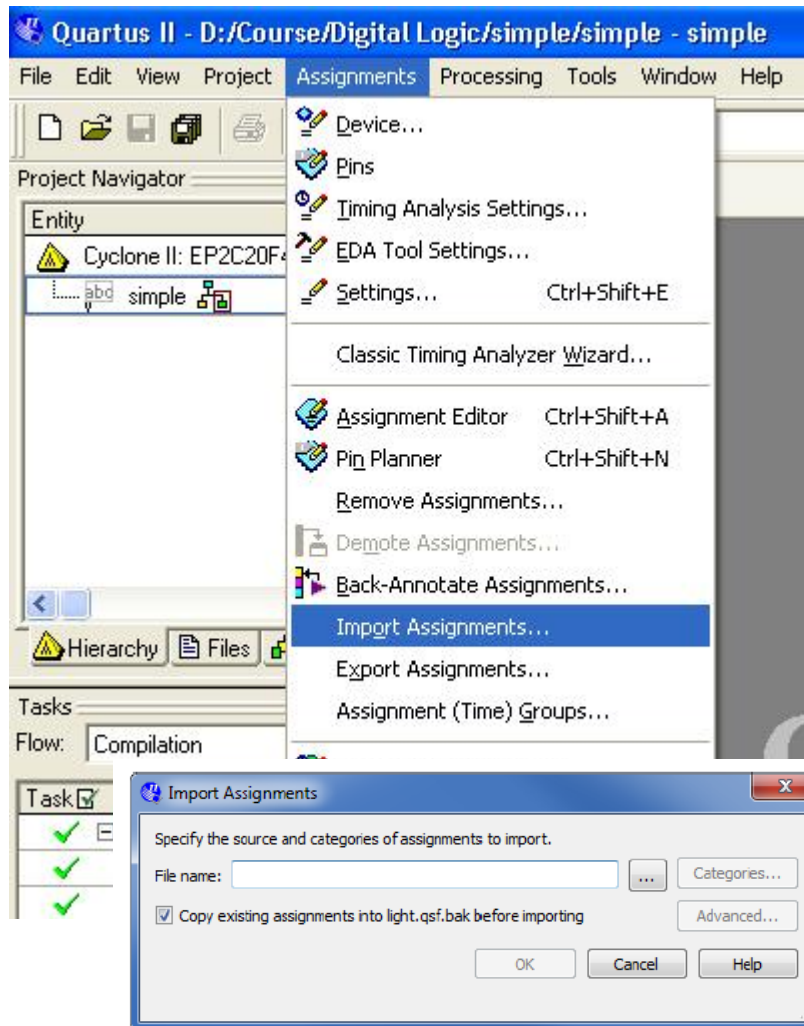 Quartus II - D:/Course/Digital Logic/simple/simple - simple
File Edit View Project Assignments Processing Tools Window Help
Project Navigator
Entity
Cyclone II: EP2C20F4
abd simple
Device...
Pins
Timing Analysis Settings...
EDA Tool Settings...
Settings... Ctrl+Shift+E
Classic Timing Analyzer Wizard...
Assignment Editor Ctrl+Shift+A
Pin Planner Ctrl+Shift+N
Remove Assignments...
Demote Assignments...
Back-Annotate Assignments...
Import Assignments...
Export Assignments...
Assignment (Time) Groups...
Hierarchy Files
Tasks
Flow: Compilation
Task
Import Assignments
Specify the source and categories of assignments to import.
File name: ... Categories...
Copy existing assignments into light.qsf.bak before importing Advanced...
OK Cancel Help